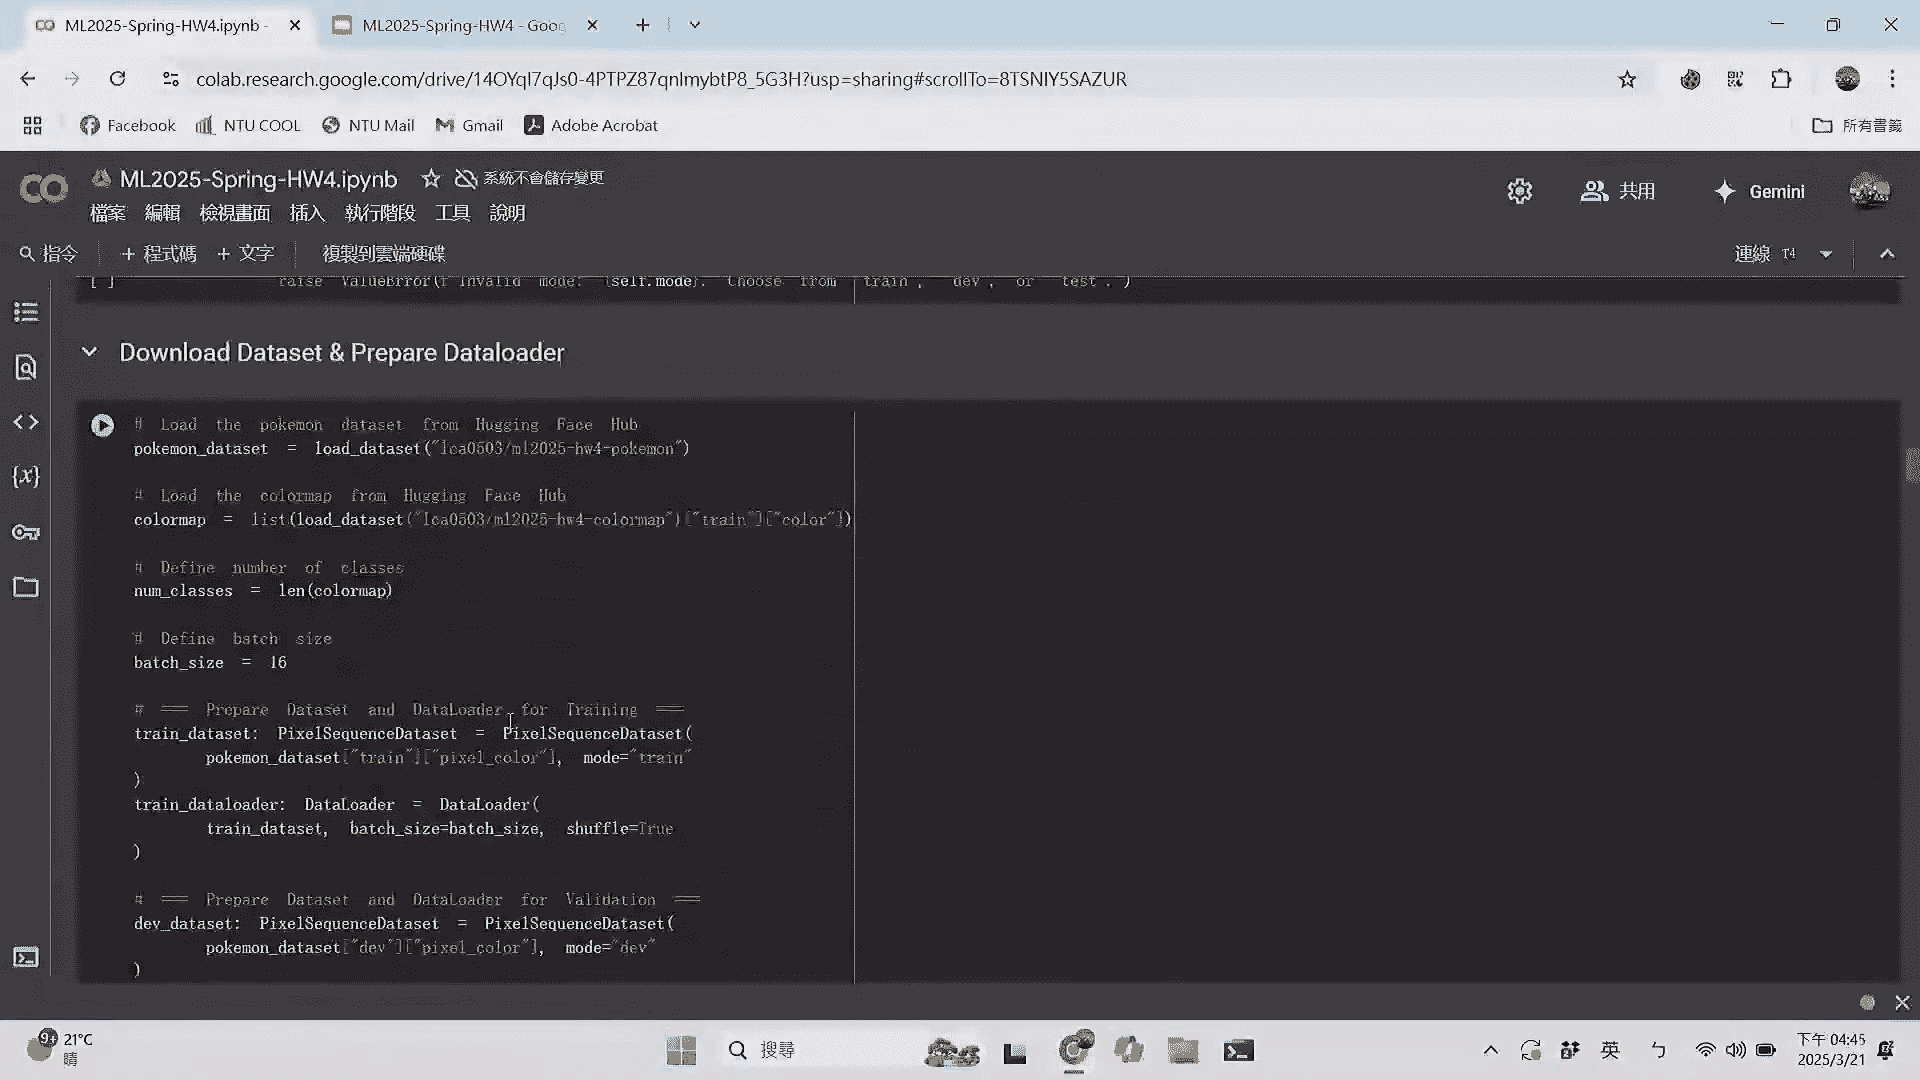 ML2025-Spring-HW4.ipynb -
ML2025-Spring-HW4 - Goog
colab.research.google.com/drive/14OYqI7qJs0-4PTPZ87qnlmybtP8_5G3H?usp=sharing#scrollTo=8TSNIY5SAZUR
Facebook
NTU COOL
NTU Mail
Gmail
Adobe Acrobat
所有書籤
ML2025-Spring-HW4.ipynb
系統不會儲存變更
檔案 編輯 檢視畫面 插入 執行階段 工具 說明
共用
Gemini
指令
+ 程式碼 + 文字
複製到雲端硬碟
連線 T4
[ ] raise ValueError(f"Invalid mode: {self.mode}. Choose from 'train', 'dev', or 'test'.")
Download Dataset & Prepare Dataloader
# Load the pokemon dataset from Hugging Face Hub
pokemon_dataset = load_dataset("lca0503/ml2025-hw4-pokemon")
# Load the colormap from Hugging Face Hub
colormap = list(load_dataset("lca0503/ml2025-hw4-colormap")["train"]["color"])
# Define number of classes
num_classes = len(colormap)
# Define batch size
batch_size = 16
# === Prepare Dataset and DataLoader for Training ===
train_dataset: PixelSequenceDataset = PixelSequenceDataset(
pokemon_dataset["train"]["pixel_color"], mode="train"
)
train_dataloader: DataLoader = DataLoader(
train_dataset, batch_size=batch_size, shuffle=True
)
# === Prepare Dataset and DataLoader for Validation ===
dev_dataset: PixelSequenceDataset = PixelSequenceDataset(
pokemon_dataset["dev"]["pixel_color"], mode="dev"
)
9+
21°C
晴
搜尋
英
ㄅ
下午 04:45
2025/3/21